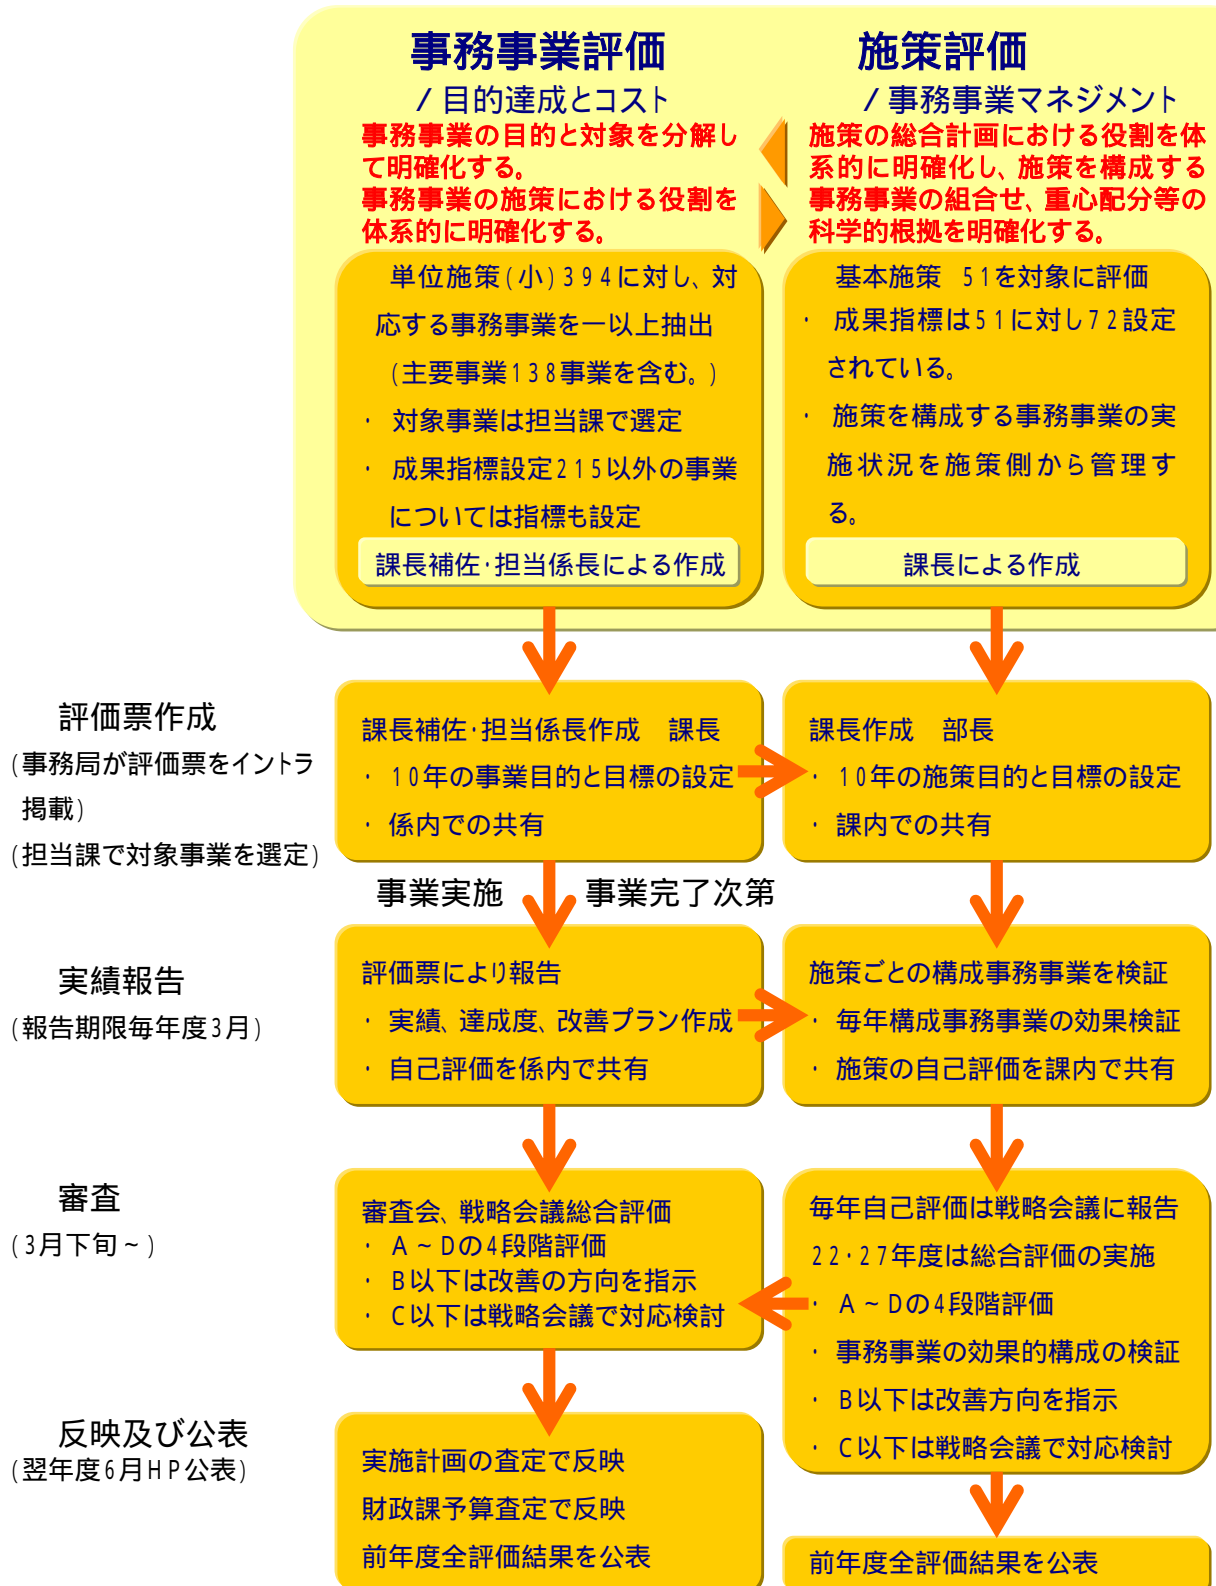 事務事業評価
/目的達成とコスト
事務事業の目的と対象を分解し
て明確化する。
事務事業の施策における役割を
体系的に明確化する。
施策評価
/事務事業マネジメント
施策の総合計画における役割を体
系的に明確化し、施策を構成する
事務事業の組合せ、重心配分等の
科学的根拠を明確化する。
単位施策(小)394に対し、対
応する事務事業を一以上抽出
(主要事業138事業を含む。)
・ 対象事業は担当課で選定
・ 成果指標設定215以外の事業
については指標も設定
課長補佐・担当係長による作成
基本施策 51を対象に評価
・ 成果指標は51に対し72設定
されている。
・ 施策を構成する事務事業の実
施状況を施策側から管理す
る。
課長による作成
評価票作成
(事務局が評価票をイントラ
掲載)
(担当課で対象事業を選定)
課長補佐・担当係長作成 課長
・ 10年の事業目的と目標の設定
・ 係内での共有
課長作成 部長
・ 10年の施策目的と目標の設定
・ 課内での共有
事業実施 事業完了次第
実績報告
(報告期限毎年度3月)
評価票により報告
・ 実績、達成度、改善プラン作成
・ 自己評価を係内で共有
施策ごとの構成事務事業を検証
・ 毎年構成事務事業の効果検証
・ 施策の自己評価を課内で共有
審査
(3月下旬~)
審査会、戦略会議総合評価
・ A~Dの4段階評価
・ B以下は改善の方向を指示
・ C以下は戦略会議で対応検討
毎年自己評価は戦略会議に報告
22・27年度は総合評価の実施
・ A~Dの4段階評価
・ 事務事業の効果的構成の検証
・ B以下は改善方向を指示
・ C以下は戦略会議で対応検討
反映及び公表
(翌年度6月HP公表)
実施計画の査定で反映
財政課予算査定で反映
前年度全評価結果を公表
前年度全評価結果を公表